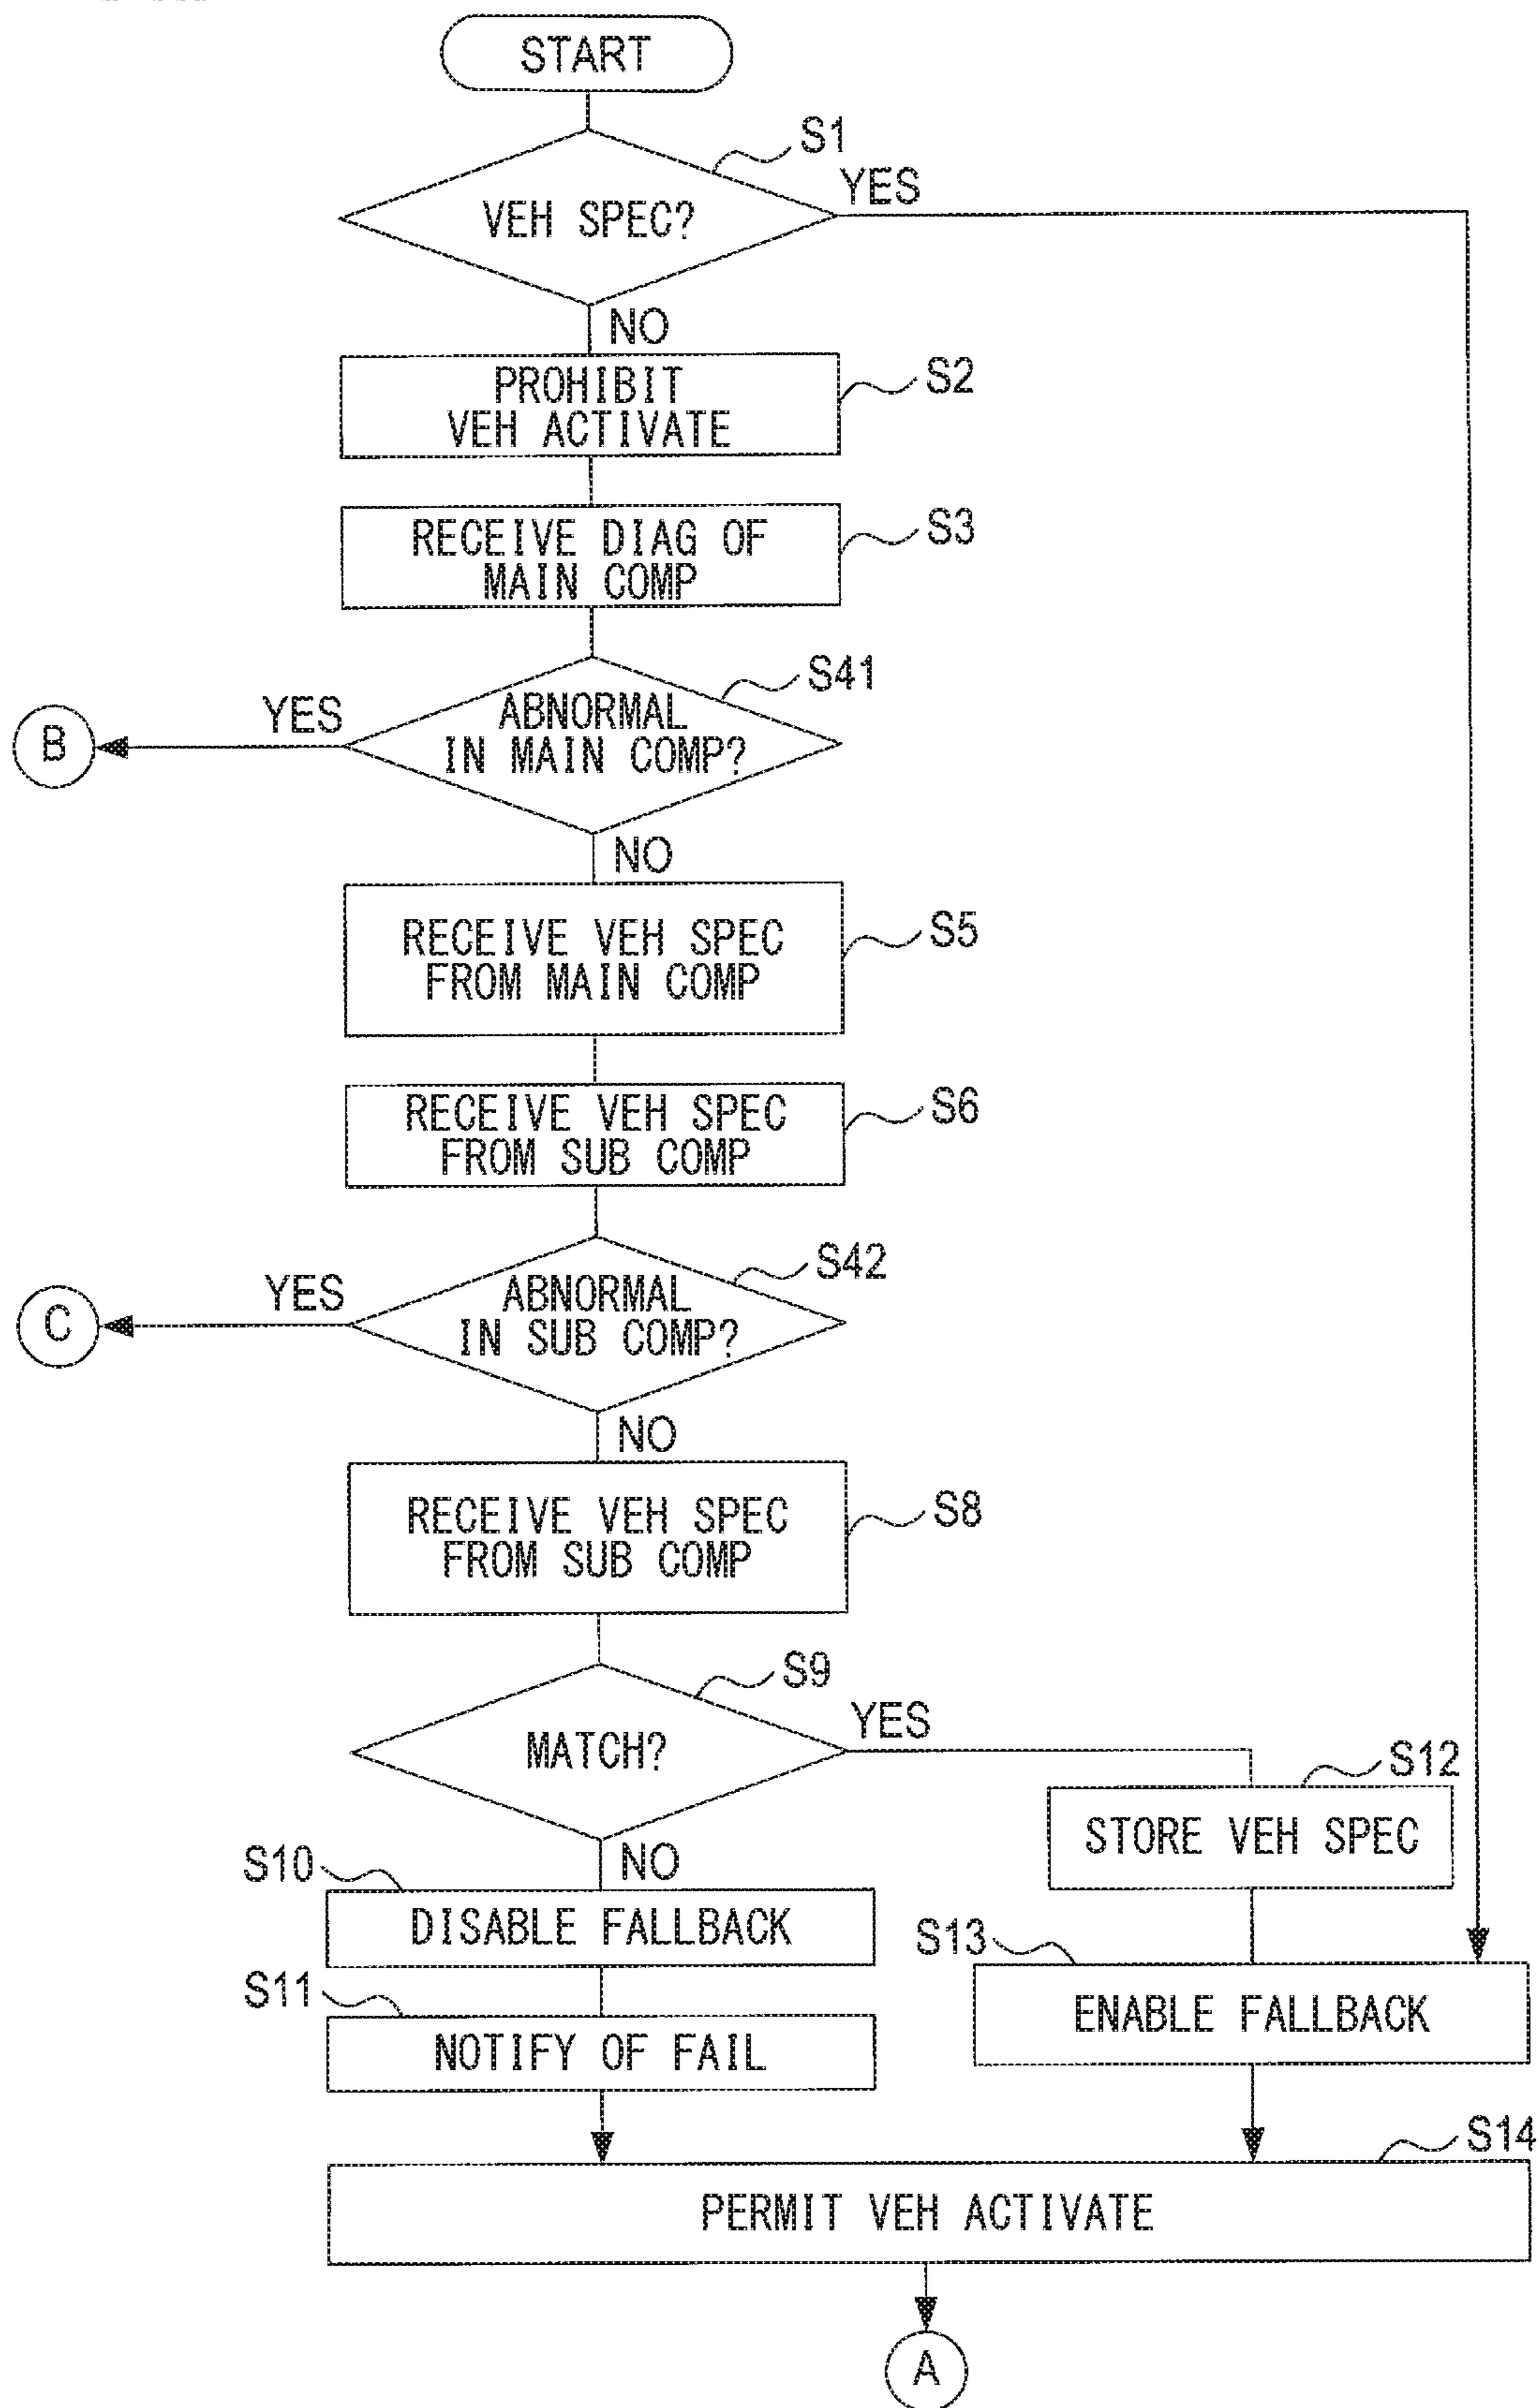 START
S1
VEH SPEC?
YES
NO
PROHIBIT
VEH ACTIVATE
S2
RECEIVE DIAG OF
MAIN COMP
S3
S41
ABNORMAL
IN MAIN COMP?
YES
B
NO
RECEIVE VEH SPEC
FROM MAIN COMP
S5
RECEIVE VEH SPEC
FROM SUB COMP
S6
S42
ABNORMAL
IN SUB COMP?
YES
C
NO
RECEIVE VEH SPEC
FROM SUB COMP
S8
S9
MATCH?
YES
NO
S12
STORE VEH SPEC
S10
DISABLE FALLBACK
S13
ENABLE FALLBACK
S11
NOTIFY OF FAIL
S14
PERMIT VEH ACTIVATE
A